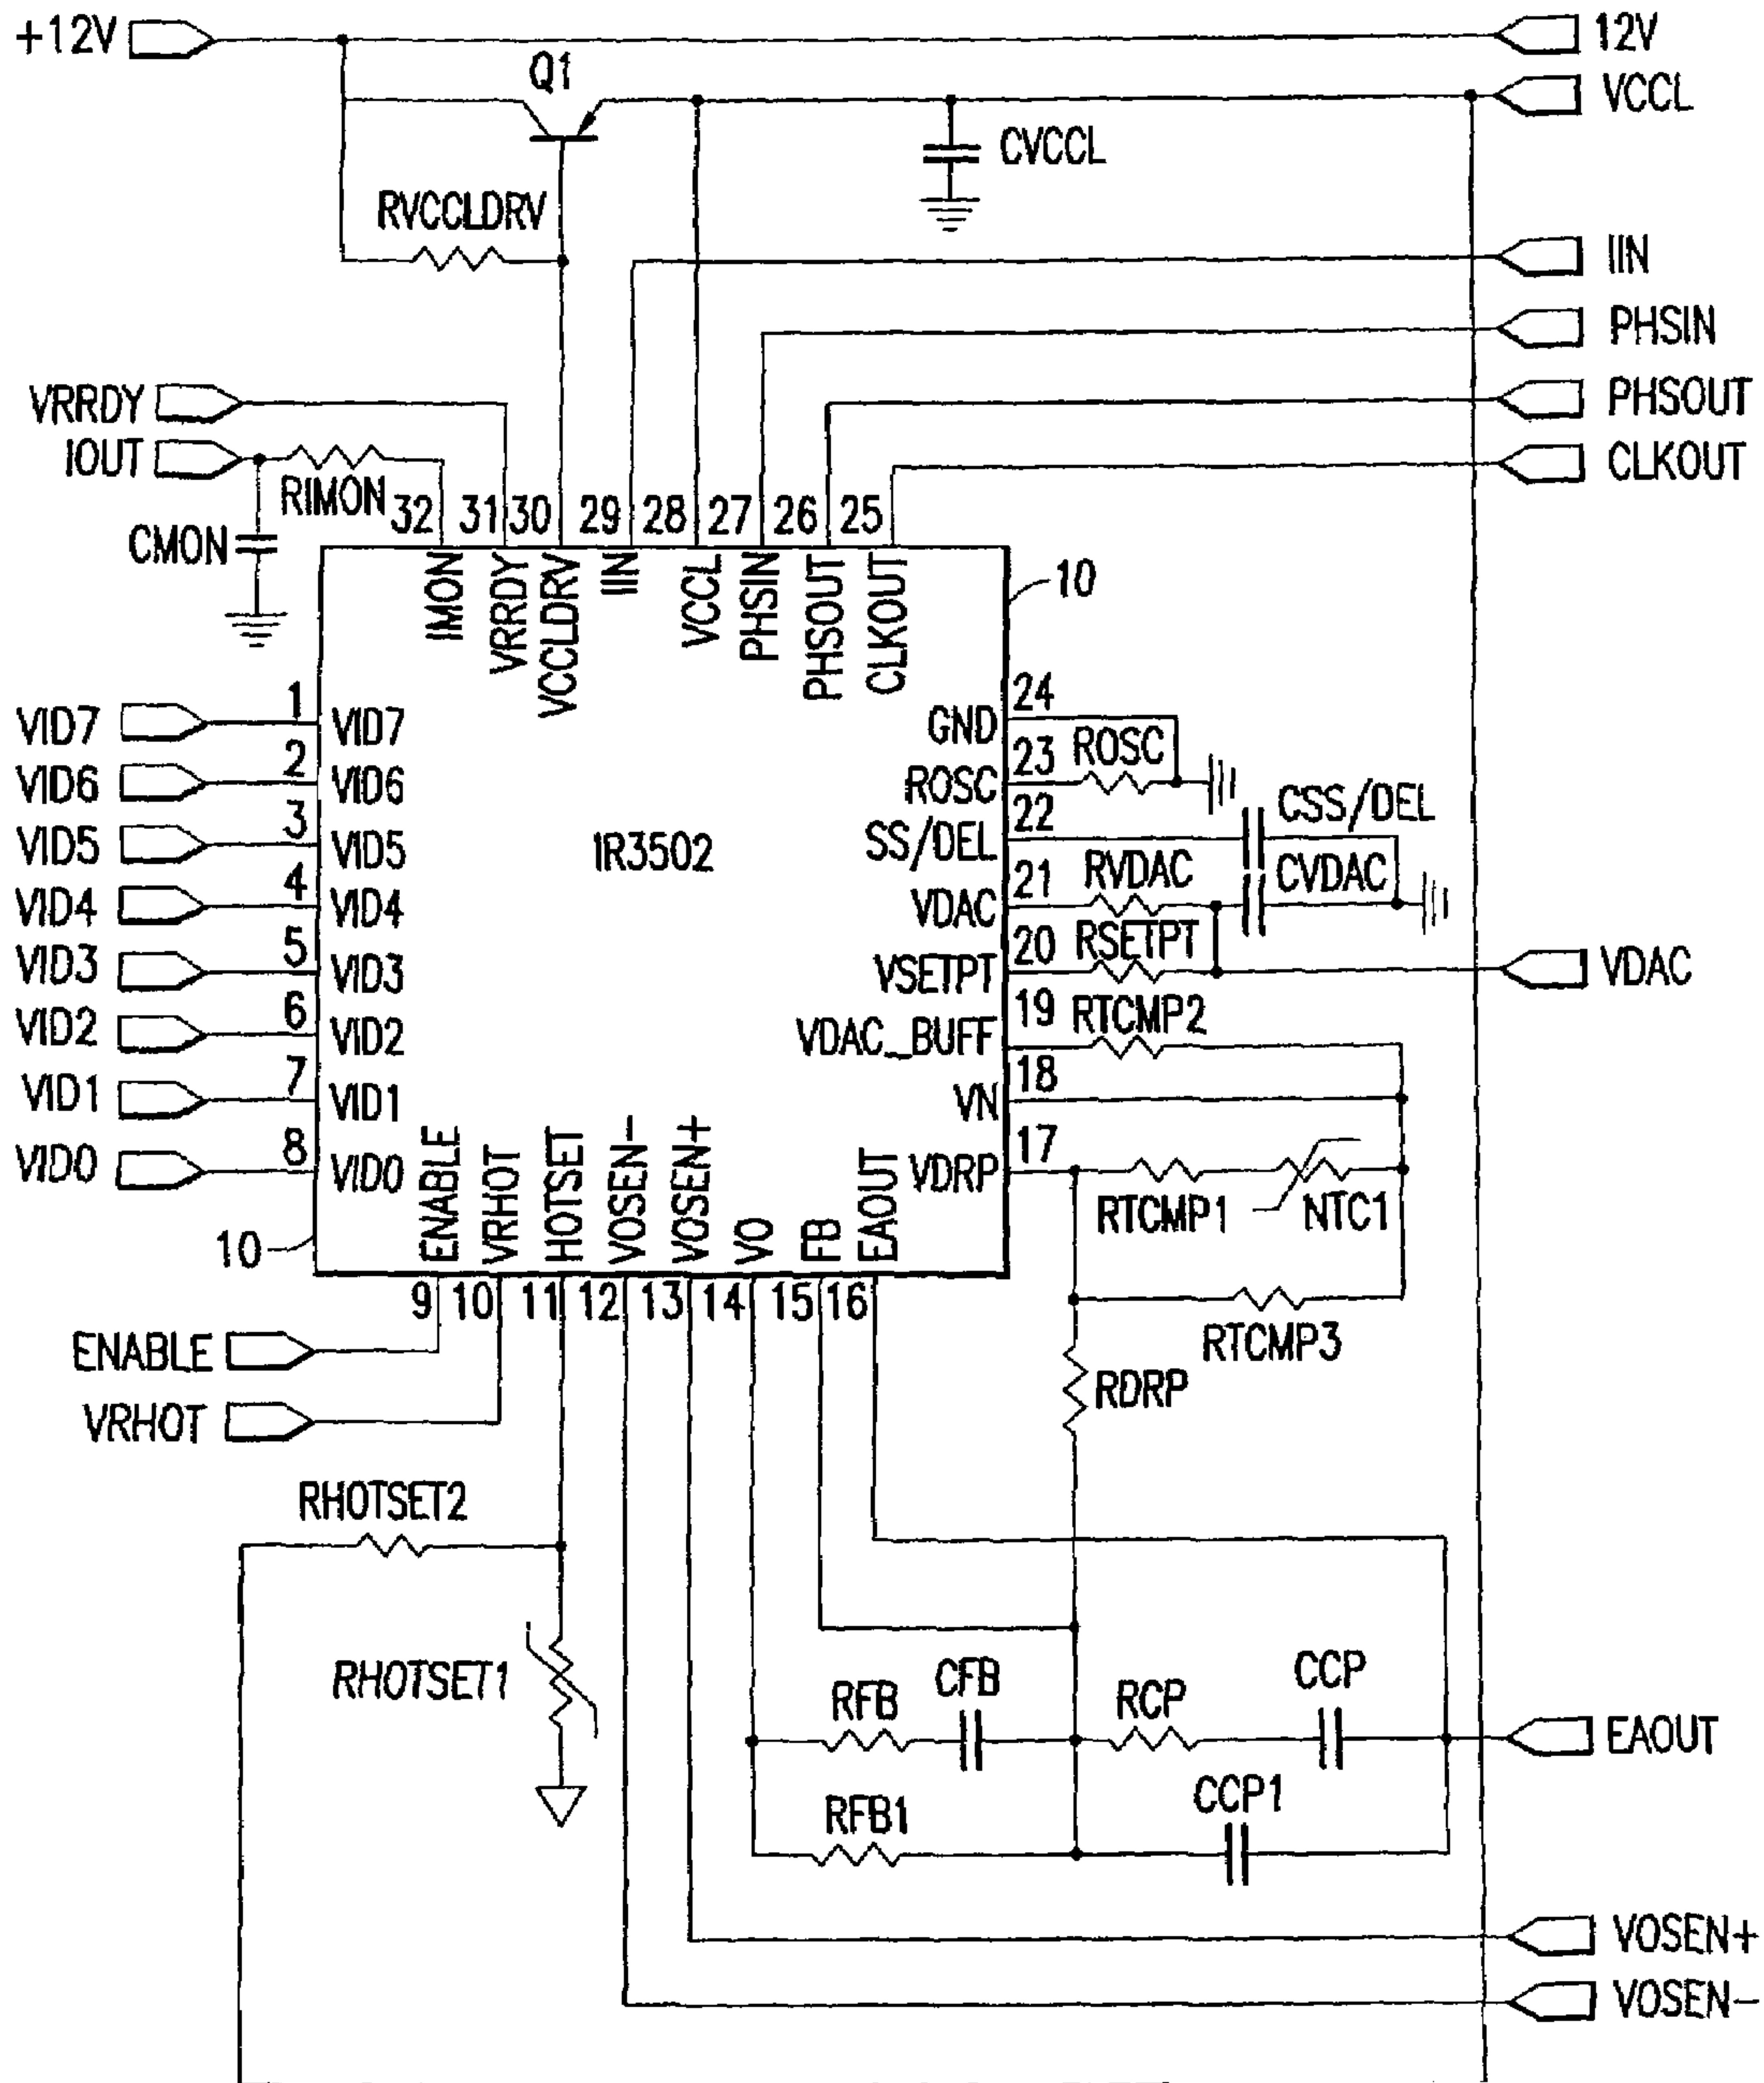 +12V
12V
Q1
VCCL
CVCCL
RVCCLDRV
IIN
PHSIN
VRRDY
PHSOUT
IOUT
CLKOUT
RIMON
32 31 30 29 28 27 26 25
CMON
IMON
VRRDY
VCCLDRV
IIN
VCCL
PHSIN
PHSOUT
CLKOUT
10
VID7 1 VID7
VID6 2 VID6
VID5 3 VID5
VID4 4 VID4
VID3 5 VID3
VID2 6 VID2
VID1 7 VID1
VID0 8 VID0
IR3502
GND 24
ROSC 23 ROSC
SS/DEL 22 CSS/DEL
VDAC 21 RVDAC CVDAC
VSETPT 20 RSETPT VDAC
VDAC_BUFF 19 RTCMP2
VN 18
VDRP 17
RTCMP1 NTC1
10
ENABLE
VRHOT
HOTSET
VOSEN-
VOSEN+
VO
FB
EAOUT
9 10 11 12 13 14 15 16
RTCMP3
ENABLE
RDRP
VRHOT
RHOTSET2
RHOTSET1
RFB CFB RCP CCP
EAOUT
RFB1 CCP1
VOSEN+
VOSEN-